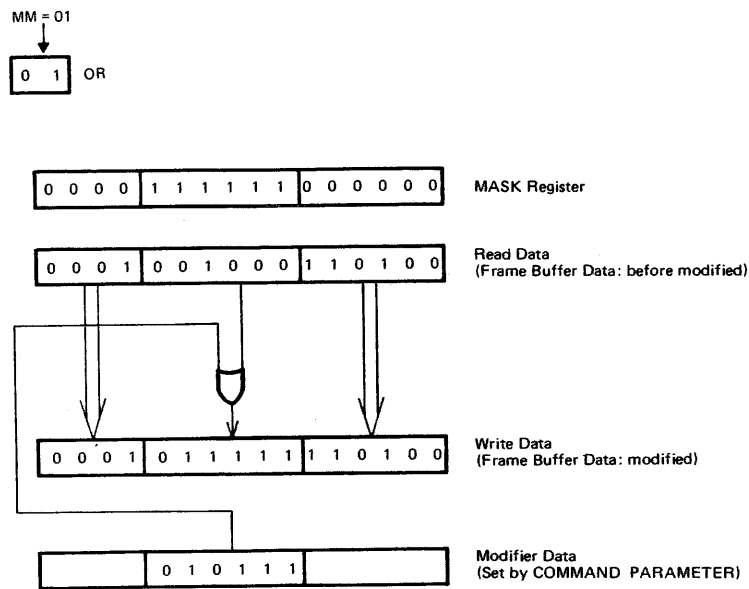 MM = 01
0 1 OR
0 0 0 0 1 1 1 1 1 1 0 0 0 0 0 0 MASK Register
0 0 0 1 0 0 1 0 0 0 1 1 0 1 0 0 Read Data
(Frame Buffer Data: before modified)
0 0 0 1 0 1 1 1 1 1 1 1 0 1 0 0 Write Data
(Frame Buffer Data: modified)
0 1 0 1 1 1 Modifier Data
(Set by COMMAND PARAMETER)